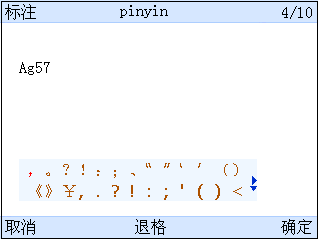 标注 pinyin 4/10
Ag57
，。？！：；、“ ” ‘ ’ （）
《》￥, . ? ! : ; ' ( ) <
取消 退格 确定